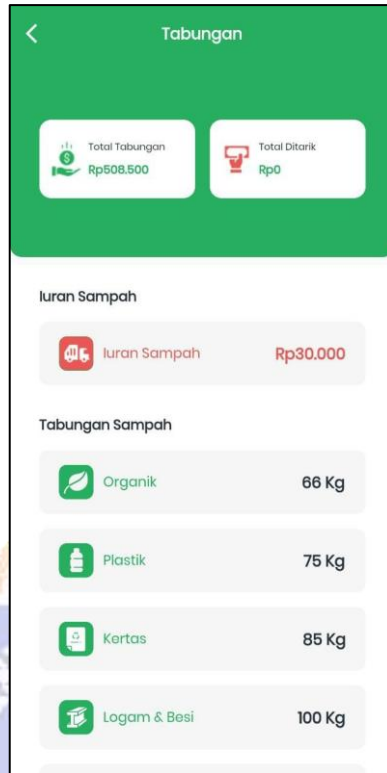 Tabungan
Total Tabungan
Rp508.500
Total Ditarik
Rp0
Iuran Sampah
Iuran Sampah
Rp30.000
Tabungan Sampah
Organik
66 Kg
Plastik
75 Kg
Kertas
85 Kg
Logam & Besi
100 Kg